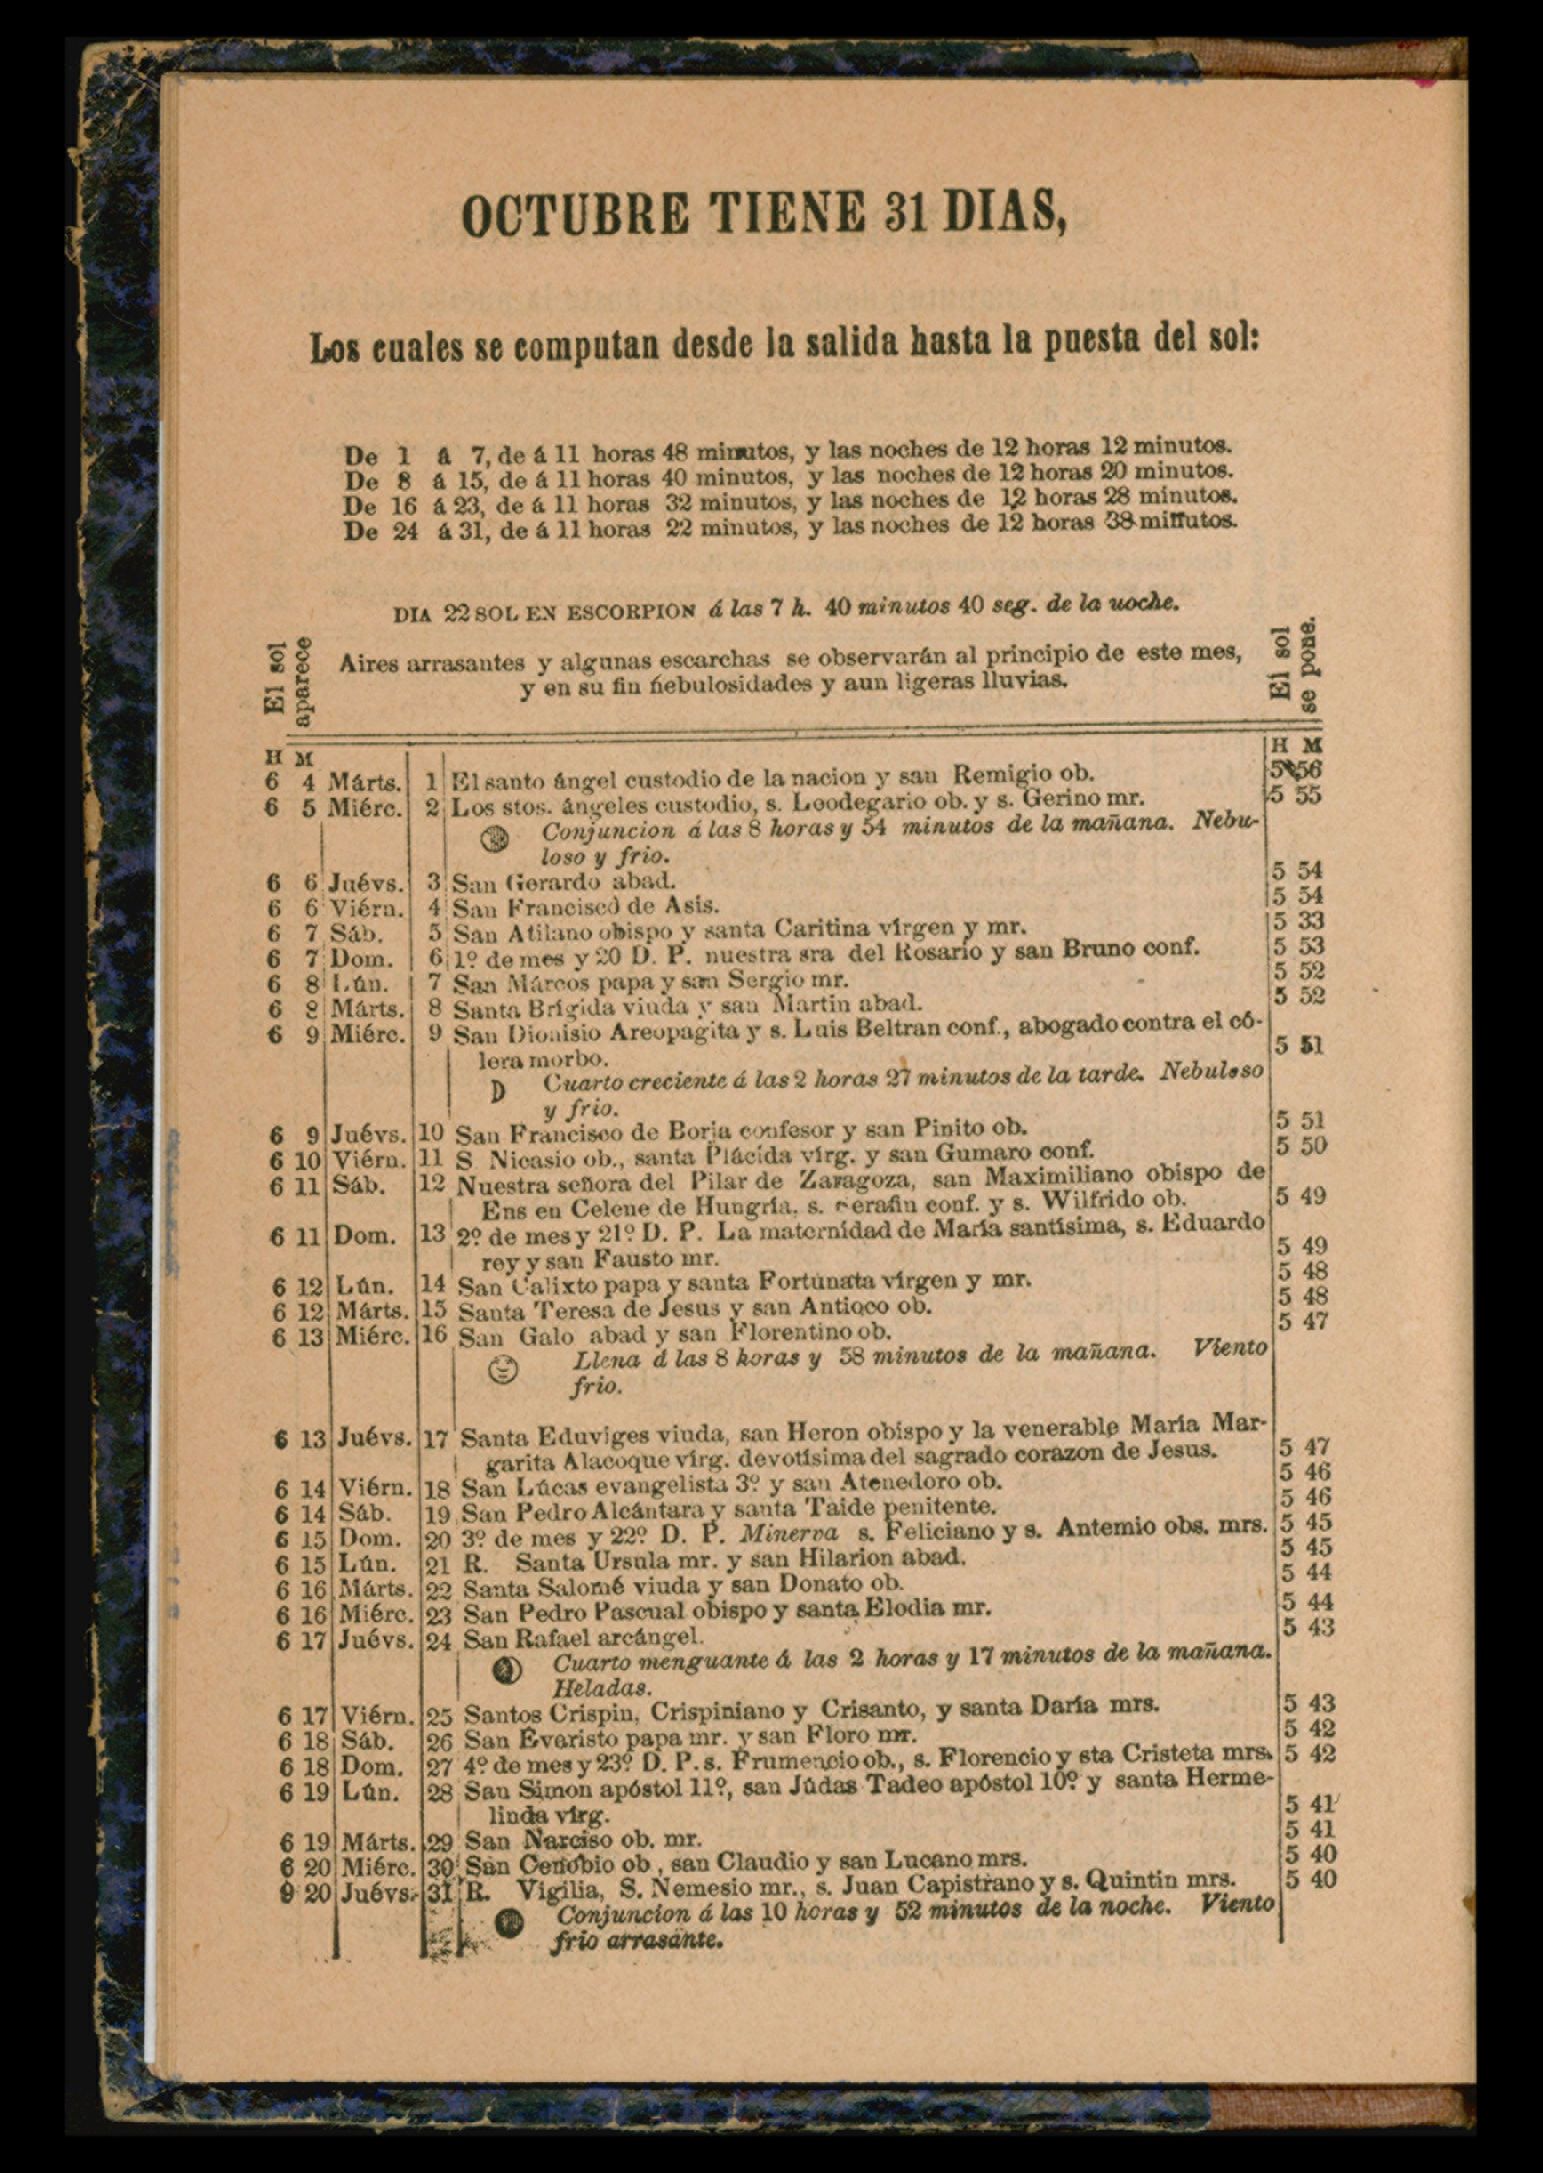 OCTUBRE TIENE 31 DIAS,
Los cuales se computan desde la salida hasta la puesta del sol:
De 1 á 7, de á 11 horas 48 minutos, y las noches de 12 horas 12 minutos.
De 8 á 15, de á 11 horas 40 minutos, y las noches de 12 horas 20 minutos.
De 16 á 23, de á 11 horas 32 minutos, y las noches de 12 horas 28 minutos.
De 24 á 31, de á 11 horas 22 minutos, y las noches de 12 horas 38 minutos.
DIA 22 SOL EN ESCORPION á las 7 h. 40 minutos 40 seg. de la uoche.
El sol aparece
Aires arrasantes y algunas escarchas se observarán al principio de este mes,
y en su fin nebulosidades y aun ligeras lluvias.
El sol se pone.
H M H M
6 4 Márts. 1 El santo ángel custodio de la nacion y san Remigio ob. 5 56
6 5 Miérc. 2 Los stos. ángeles custodio, s. Leodegario ob. y s. Gerino mr. 5 55
Conjuncion á las 8 horas y 54 minutos de la mañana. Nebu-
loso y frio.
6 6 Juévs. 3 San Gerardo abad. 5 54
6 6 Viérn. 4 San Francisco de Asis. 5 54
6 7 Sáb. 5 San Atilano obispo y santa Caritina vírgen y mr. 5 33
6 7 Dom. 6 1º de mes y 20 D. P. nuestra sra del Rosario y san Bruno conf. 5 53
6 8 Lún. 7 San Márcos papa y san Sergio mr. 5 52
6 8 Márts. 8 Santa Brígida viuda y san Martin abad. 5 52
6 9 Miérc. 9 San Dionisio Areopagita y s. Luis Beltran conf., abogado contra el có-
lera morbo. 5 51
D Cuarto creciente á las 2 horas 27 minutos de la tarde. Nebuloso
y frio.
6 9 Juévs. 10 San Francisco de Borja confesor y san Pinito ob. 5 51
6 10 Viérn. 11 S Nicasio ob., santa Plácida vírg. y san Gumaro conf. 5 50
6 11 Sáb. 12 Nuestra señora del Pilar de Zaragoza, san Maximiliano obispo de
Ens en Celene de Hungría, s. Serafin conf. y s. Wilfrido ob. 5 49
6 11 Dom. 13 2º de mes y 21º D. P. La maternidad de María santísima, s. Eduardo
rey y san Fausto mr. 5 49
6 12 Lún. 14 San Calixto papa y santa Fortunata vírgen y mr. 5 48
6 12 Márts. 15 Santa Teresa de Jesus y san Antioco ob. 5 48
6 13 Miérc. 16 San Galo abad y san Florentino ob. 5 47
Llena á las 8 horas y 58 minutos de la mañana. Viento
frio.
6 13 Juévs. 17 Santa Eduviges viuda, san Heron obispo y la venerable María Mar-
garita Alacoque vírg. devotísima del sagrado corazon de Jesus. 5 47
6 14 Viérn. 18 San Lúcas evangelista 3º y san Atenedoro ob. 5 46
6 14 Sáb. 19 San Pedro Alcántara y santa Taide penitente. 5 46
6 15 Dom. 20 3º de mes y 22º D. P. Minerva s. Feliciano y s. Antemio obs. mrs. 5 45
6 15 Lún. 21 R. Santa Ursula mr. y san Hilarion abad. 5 45
6 16 Márts. 22 Santa Salomé viuda y san Donato ob. 5 44
6 16 Miérc. 23 San Pedro Pascual obispo y santa Elodia mr. 5 44
6 17 Juévs. 24 San Rafael arcángel. 5 43
Cuarto menguante á las 2 horas y 17 minutos de la mañana.
Heladas.
6 17 Viérn. 25 Santos Crispin, Crispiniano y Crisanto, y santa Daría mrs. 5 43
6 18 Sáb. 26 San Evaristo papa mr. y san Floro mr. 5 42
6 18 Dom. 27 4º de mes y 23º D. P. s. Frumencio ob., s. Florencio y sta Cristeta mrs. 5 42
6 19 Lún. 28 San Simon apóstol 11º, san Júdas Tadeo apóstol 10º y santa Herme-
linda vírg. 5 41
6 19 Márts. 29 San Narciso ob. mr. 5 41
6 20 Miérc. 30 San ob, san Claudio y san Lucano mrs. 5 40
9 20 Juévs. 31 R. Vigilia, S. Nemesio mr., s. Juan Capistrano y s. Quintin mrs. 5 40
Conjuncion á las 10 horas y 52 minutos de la noche. Viento
frio arrasante.